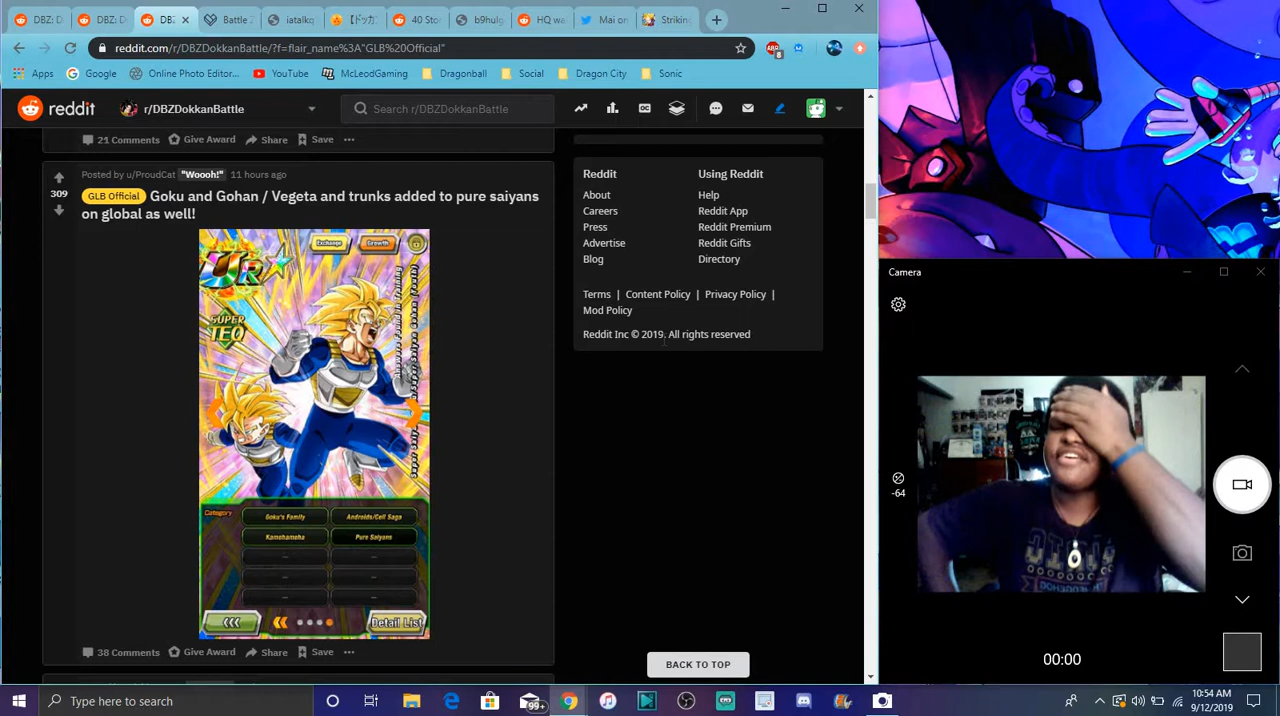 DBZ: D
DBZ: D
DBZ
Battle Z
iatalkq
【ドッカ
40 Stor
b9hulg
HQ wa
Mai on
Striking
reddit.com/r/DBZDokkanBattle/?f=flair_name%3A"GLB%20Official"
8
Apps Google Online Photo Editor... YouTube McLeodGaming Dragonball Social Dragon City Sonic
reddit
r/DBZDokkanBattle
Search r/DBZDokkanBattle
21 Comments Give Award Share Save
Posted by u/ProudCat "Woooh!" 11 hours ago
309
GLB Official Goku and Gohan / Vegeta and trunks added to pure saiyans
on global as well!
UR
Exchange
Growth
SUPER
TEQ
Category
Goku's Family
Androids/Cell Saga
Kamehameha
Pure Saiyans
Detail List
38 Comments Give Award Share Save
Reddit
About
Careers
Press
Advertise
Blog
Using Reddit
Help
Reddit App
Reddit Premium
Reddit Gifts
Directory
Terms | Content Policy | Privacy Policy |
Mod Policy
Reddit Inc © 2019. All rights reserved
BACK TO TOP
Camera
-64
00:00
Type here to search
99+
10:54 AM
9/12/2019